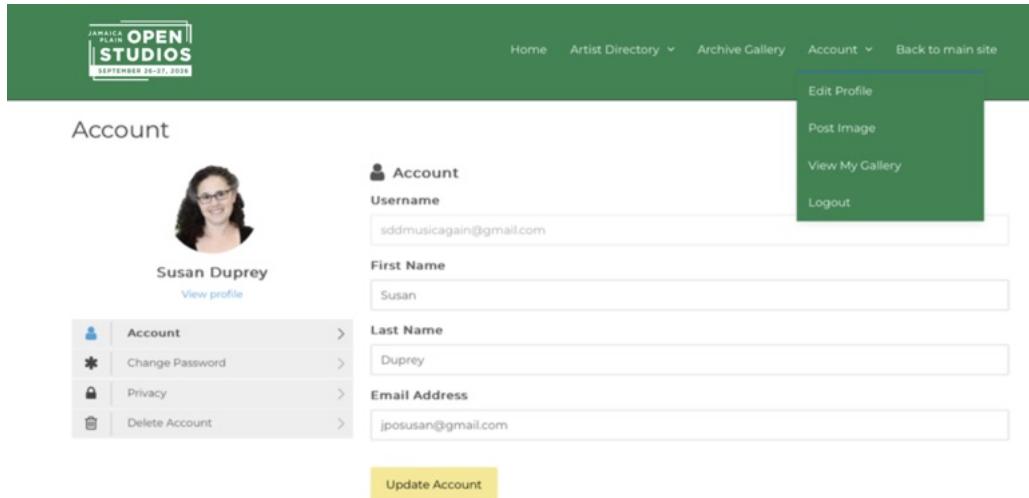 JAMAICA
PLAIN OPEN
STUDIOS
SEPTEMBER 26-27, 2026
Home Artist Directory Archive Gallery Account Back to main site
Edit Profile
Post Image
View My Gallery
Logout
Account
Susan Duprey
View profile
Account
Change Password
Privacy
Delete Account
Account
Username
sddmusicagain@gmail.com
First Name
Susan
Last Name
Duprey
Email Address
jposusan@gmail.com
Update Account